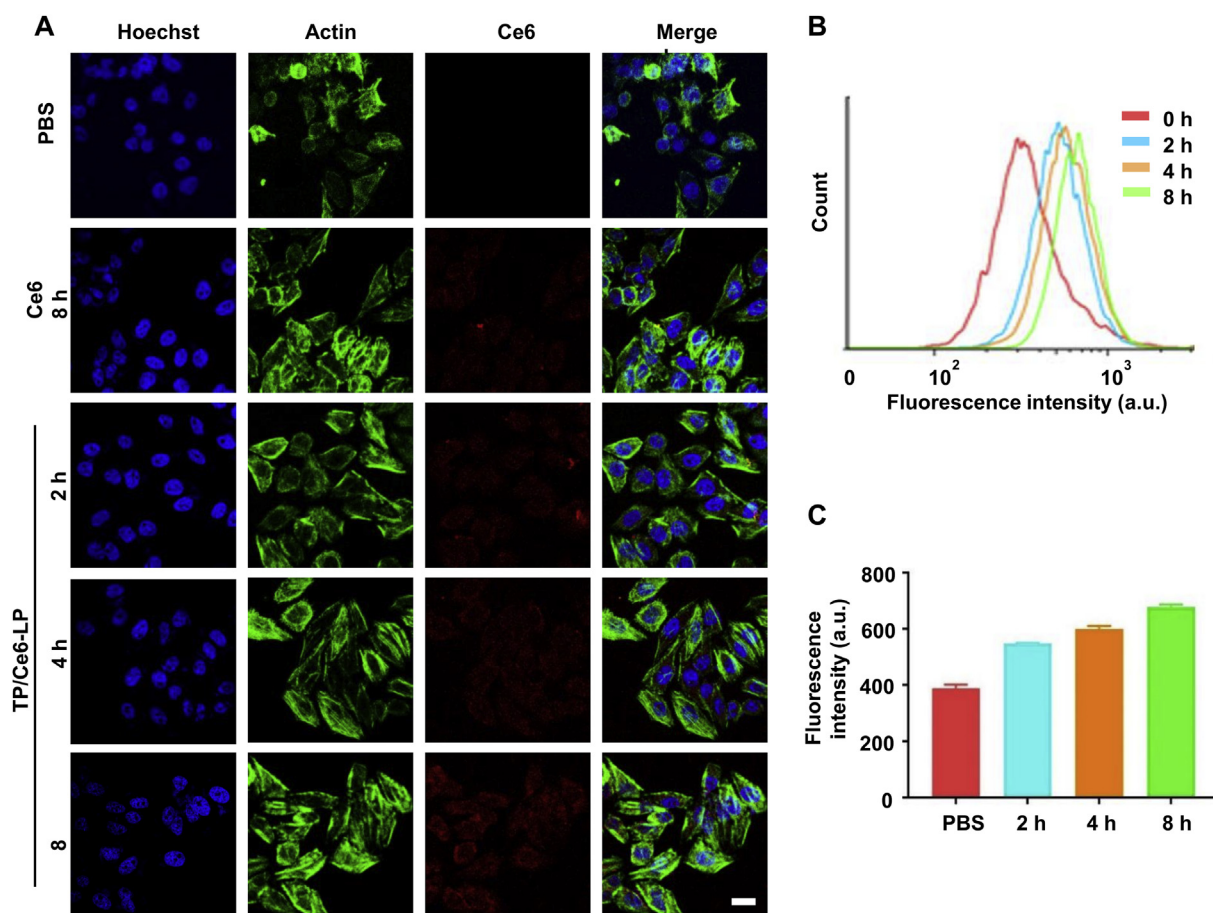 A
Hoechst
Actin
Ce6
Merge
PBS
Ce6
8 h
TP/Ce6-LP
2 h
4 h
8
B
Count
0 h
2 h
4 h
8 h
0
10²
10³
Fluorescence intensity (a.u.)
C
Fluorescence
intensity (a.u.)
800
600
400
200
0
PBS
2 h
4 h
8 h